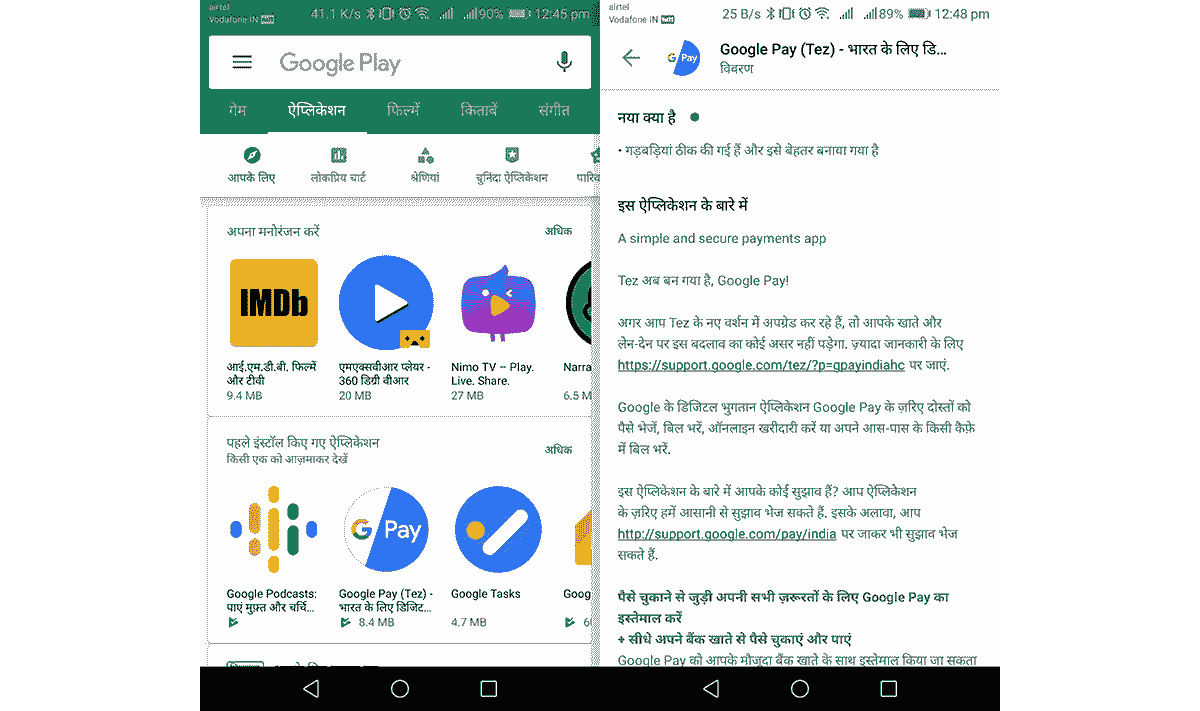 airtel
Vodafone IN VoLTE
41.1 K/s 90% 12:45 pm
Google Play
गेम ऐप्लिकेशन फिल्में किताबें संगीत
आपके लिए लोकप्रिय चार्ट श्रेणियां चुनिंदा ऐप्लिकेशन
अपना मनोरंजन करें अधिक
IMDb
आई.एम.डी.बी. फिल्में
और टीवी
9.4 MB
एमएक्सवीआर प्लेयर -
360 डिग्री वीआर
20 MB
Nimo TV – Play.
Live. Share.
27 MB
Narra
6.5 M
पहले इंस्टॉल किए गए ऐप्लिकेशन अधिक
किसी एक को आज़माकर देखें
G Pay
Google Podcasts:
पाएं मुफ़्त और चर्चि...
Google Pay (Tez) -
भारत के लिए डिजिट...
8.4 MB
Google Tasks
4.7 MB
Goog
airtel
Vodafone IN VoLTE
25 B/s 89% 12:48 pm
G Pay
Google Pay (Tez) - भारत के लिए डि...
विवरण
नया क्या है
• गड़बड़ियां ठीक की गई हैं और इसे बेहतर बनाया गया है
इस ऐप्लिकेशन के बारे में
A simple and secure payments app
Tez अब बन गया है, Google Pay!
अगर आप Tez के नए वर्शन में अपग्रेड कर रहे हैं, तो आपके खाते और
लेन-देन पर इस बदलाव का कोई असर नहीं पड़ेगा. ज़्यादा जानकारी के लिए
https://support.google.com/tez/?p=gpayindiahc पर जाएं.
Google के डिजिटल भुगतान ऐप्लिकेशन Google Pay के ज़रिए दोस्तों को
पैसे भेजें, बिल भरें, ऑनलाइन खरीदारी करें या अपने आस-पास के किसी कैफ़े
में बिल भरें.
इस ऐप्लिकेशन के बारे में आपके कोई सुझाव हैं? आप ऐप्लिकेशन
के ज़रिए हमें आसानी से सुझाव भेज सकते हैं. इसके अलावा, आप
http://support.google.com/pay/india पर जाकर भी सुझाव भेज
सकते हैं.
पैसे चुकाने से जुड़ी अपनी सभी ज़रूरतों के लिए Google Pay का
इस्तेमाल करें
+ सीधे अपने बैंक खाते से पैसे चुकाएं और पाएं
Google Pay को आपके मौजूदा बैंक खाते के साथ इस्तेमाल किया जा सकता